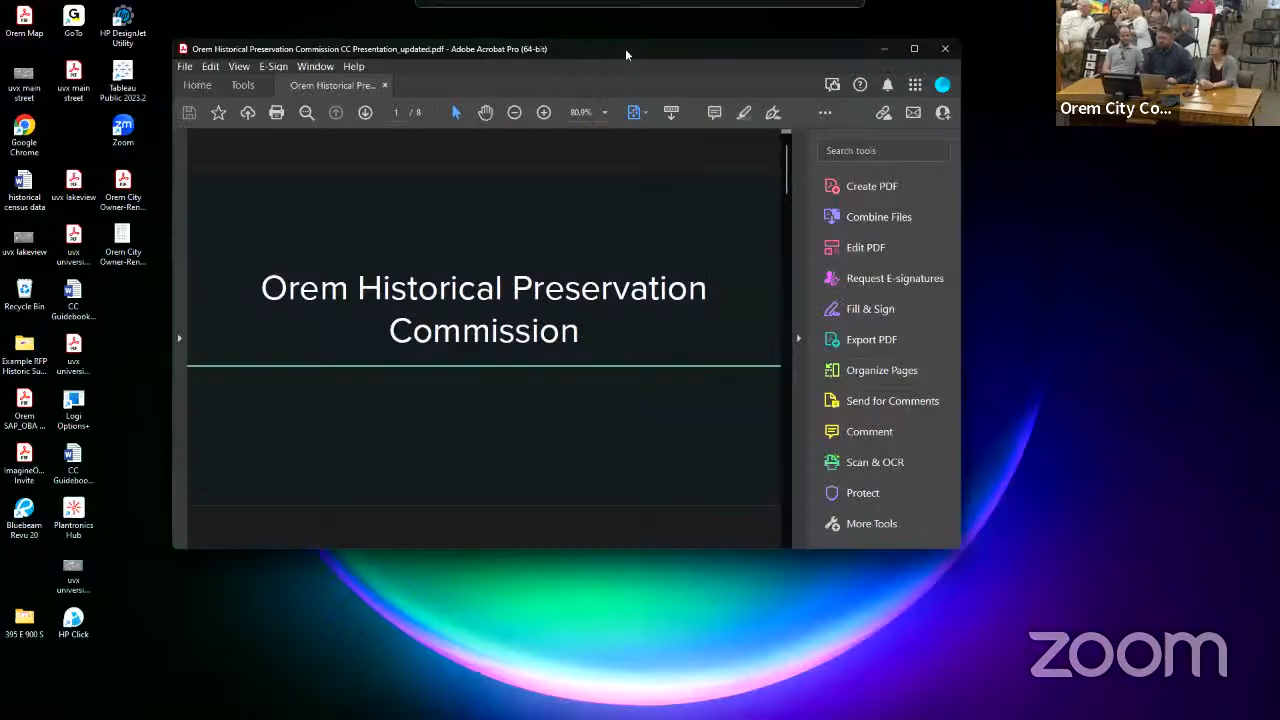 Orem Map
GoTo
HP DesignJet
Utility
uvx main
street
uvx main
street
Tableau
Public 2023.2
Google
Chrome
Zoom
historical
census data
uvx lakeview
Orem City
Owner-Ren...
uvx lakeview
uvx
universi...
Orem City
Owner-Ren...
Recycle Bin
CC
Guidebook...
Example RFP
Historic Su...
uvx
universi...
Orem
SAP_OBA ...
Logi
Options+
ImagineO...
Invite
CC
Guideboo...
Bluebeam
Revu 20
Plantronics
Hub
uvx
universi...
395 E 900 S
HP Click
Orem Historical Preservation Commission CC Presentation_updated.pdf - Adobe Acrobat Pro (64-bit)
File Edit View E-Sign Window Help
Home Tools Orem Historical Pre... ×
1 / 8 80.9%
Orem Historical Preservation
Commission
Search tools
Create PDF
Combine Files
Edit PDF
Request E-signatures
Fill & Sign
Export PDF
Organize Pages
Send for Comments
Comment
Scan & OCR
Protect
More Tools
Orem City Co...
zoom